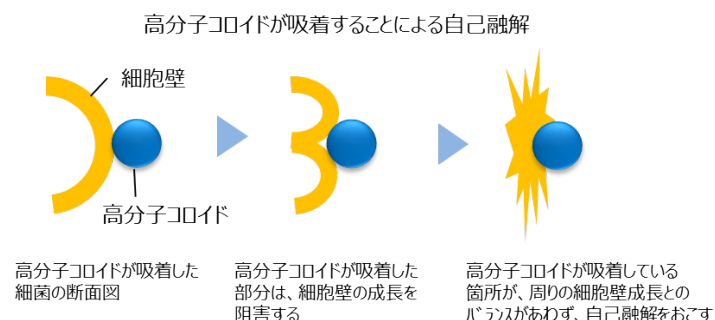 高分子コロイドが吸着することによる自己融解
細胞壁
高分子コロイド
高分子コロイドが吸着した
細菌の断面図
高分子コロイドが吸着した
部分は、細胞壁の成長を
阻害する
高分子コロイドが吸着している
箇所が、周りの細胞壁成長との
バランスがあわず、自己融解をおこす